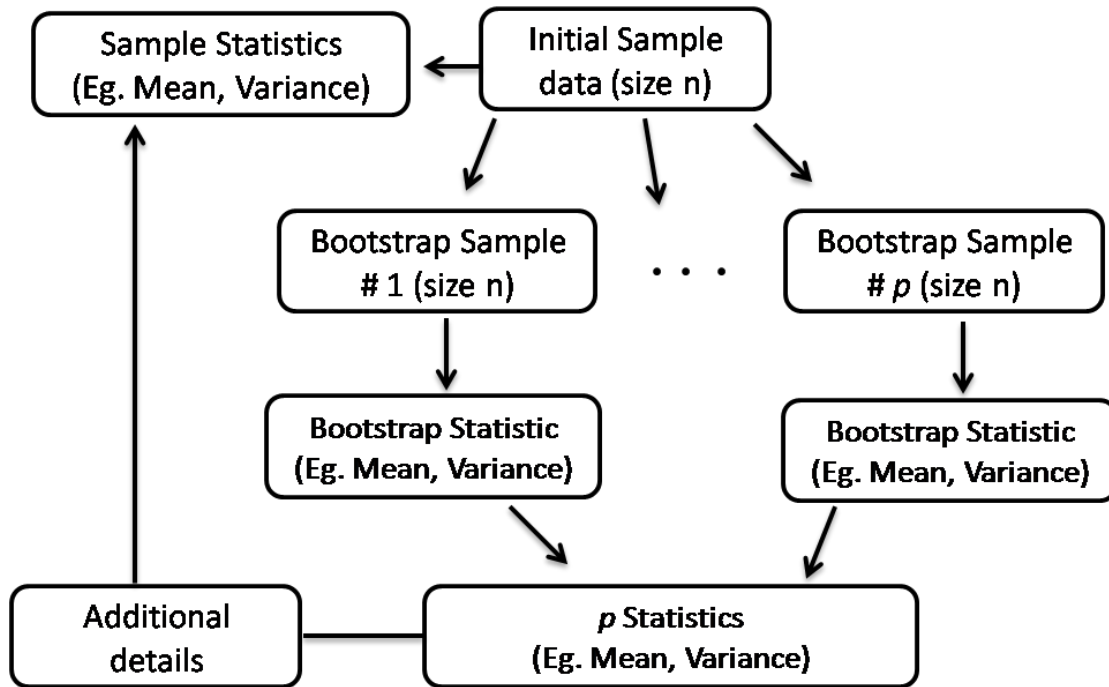 Sample Statistics
(Eg. Mean, Variance)
Initial Sample
data (size n)
Bootstrap Sample
# 1 (size n)
. . .
Bootstrap Sample
# p (size n)
Bootstrap Statistic
(Eg. Mean, Variance)
Bootstrap Statistic
(Eg. Mean, Variance)
Additional
details
p Statistics
(Eg. Mean, Variance)